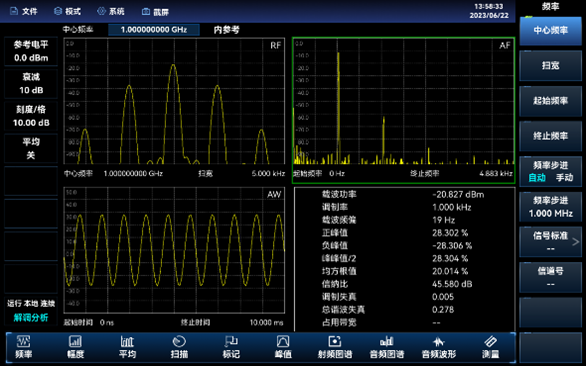 文件 模式 系统 截屏
13:58:33
2023/06/22
频率
中心频率 1.000000000 GHz 内参考
参考电平
0.0 dBm
衰减
10 dB
刻度/格
10.00 dB
平均
关
RF
中心频率 1.000000000 GHz 扫宽 5.000 kHz
AF
起始频率 0 Hz 终止频率 4.883 kHz
AW
起始时间 0 ns 终止时间 10.000 ms
载波功率 -20.827 dBm
调制率 1.000 kHz
载波频偏 19 Hz
正峰值 28.302 %
负峰值 -28.306 %
峰峰值/2 28.304 %
均方根值 20.014 %
信纳比 45.580 dB
调制失真 0.005
总谐波失真 0.278
占用带宽 --
运行 本地 连续
解调分析
中心频率
扫宽
起始频率
终止频率
频率步进
自动 手动
频率步进
1.000 MHz
信号标准
--
信道号
--
频率 幅度 平均 扫描 标记 峰值 射频图谱 音频图谱 音频波形 测量